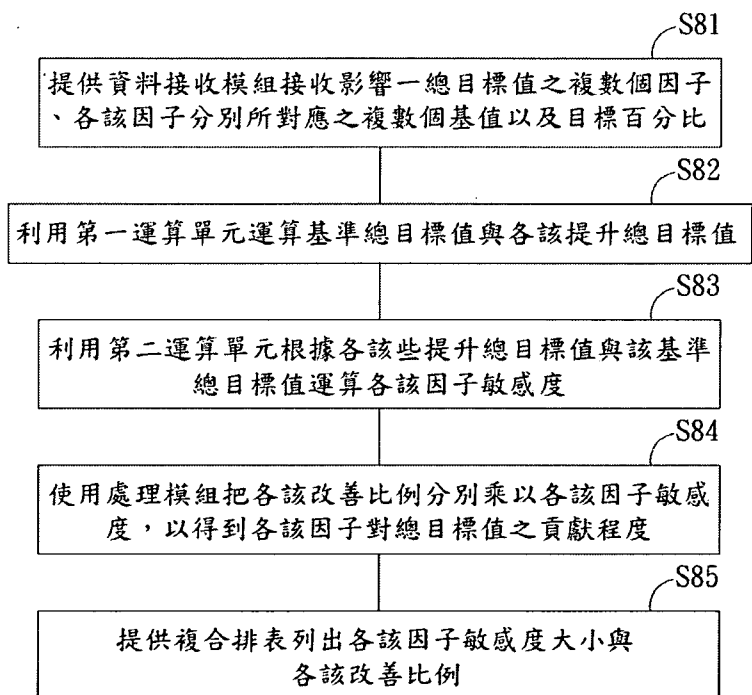 S81
提供資料接收模組接收影響一總目標值之複數個因子
、各該因子分別所對應之複數個基值以及目標百分比
S82
利用第一運算單元運算基準總目標值與各該提升總目標值
S83
利用第二運算單元根據各該些提升總目標值與該基準
總目標值運算各該因子敏感度
S84
使用處理模組把各該改善比例分別乘以各該因子敏感
度，以得到各該因子對總目標值之貢獻程度
S85
提供複合排表列出各該因子敏感度大小與
各該改善比例